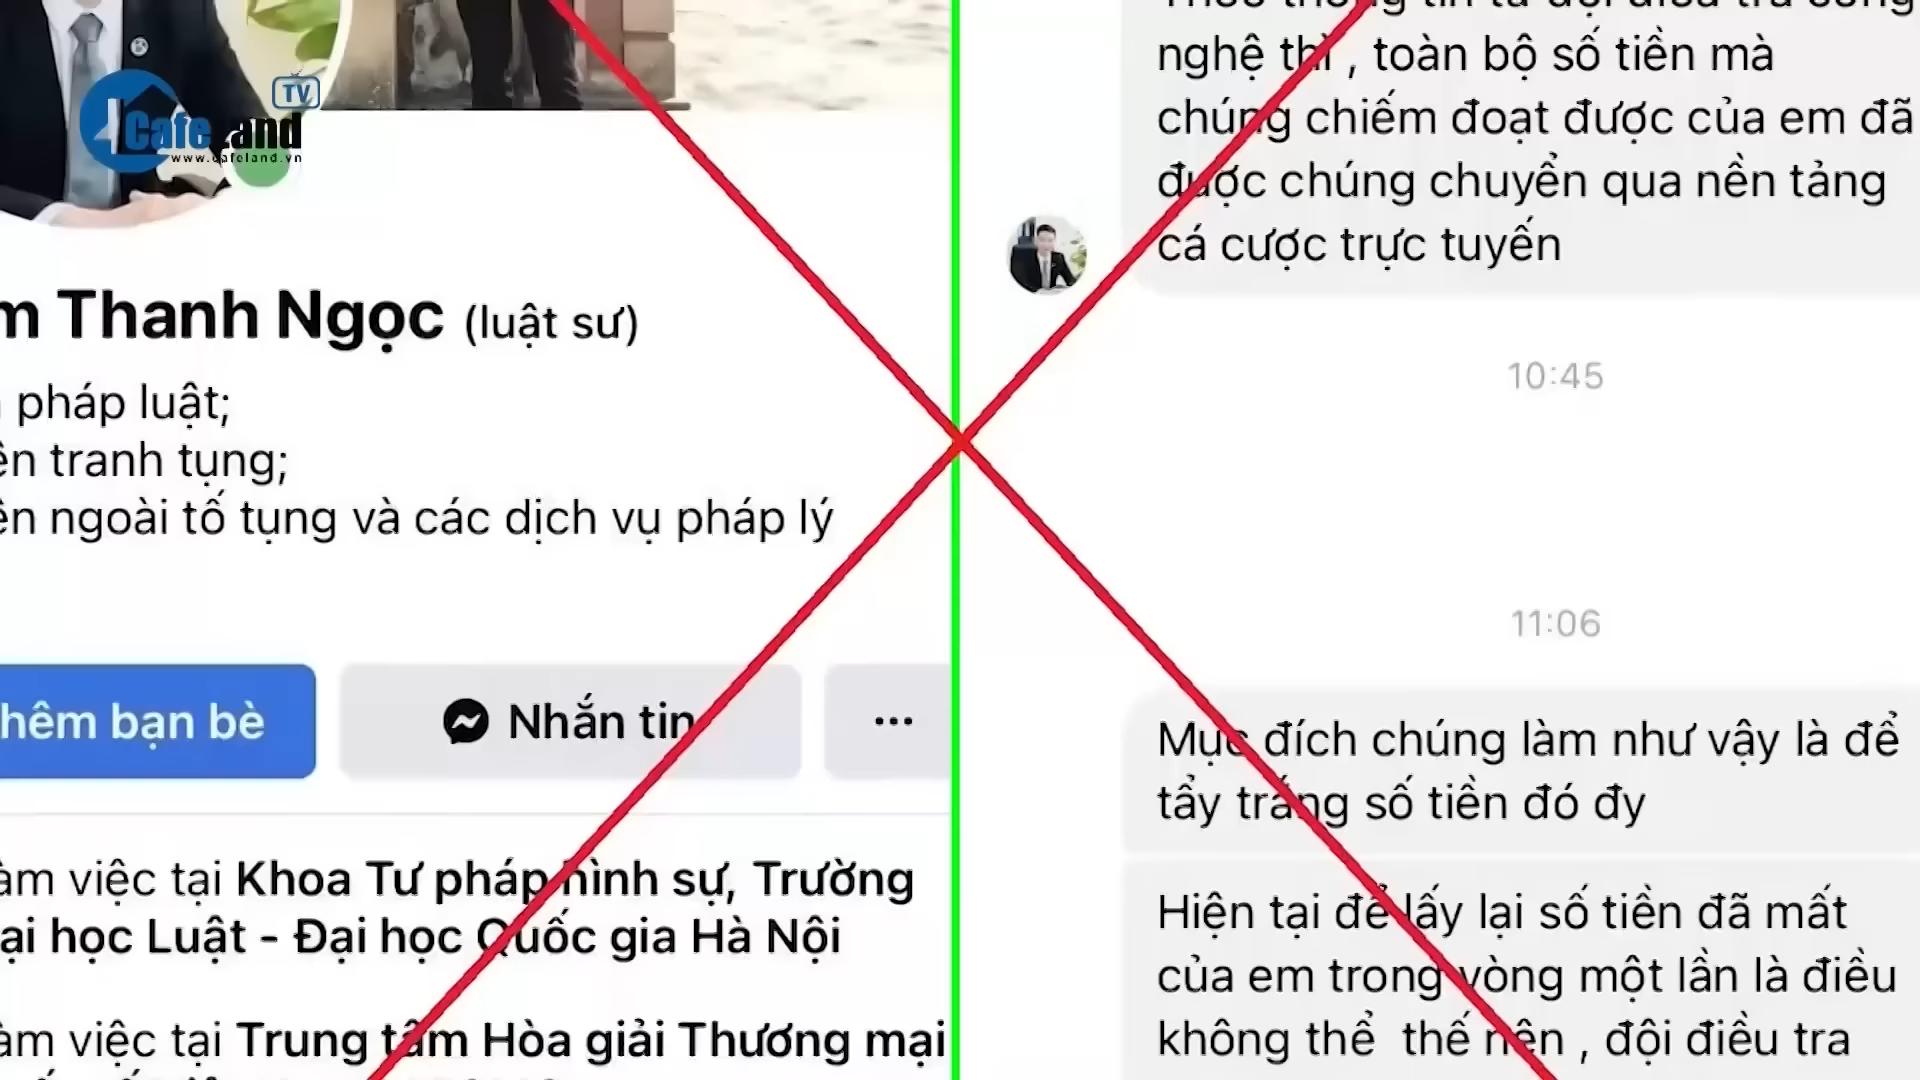 TV
CafeLand
www.cafeland.vn
m Thanh Ngọc (luật sư)
pháp luật;
ên tranh tụng;
ên ngoài tố tụng và các dịch vụ pháp lý
hêm bạn bè
Nhắn tin
...
àm việc tại Khoa Tư pháp hình sự, Trường
ại học Luật - Đại học Quốc gia Hà Nội
àm việc tại Trung tâm Hòa giải Thương mại
nghệ thì , toàn bộ số tiền mà
chúng chiếm đoạt được của em đã
được chúng chuyển qua nền tảng
cá cược trực tuyến
10:45
11:06
Mục đích chúng làm như vậy là để
tẩy trắng số tiền đó đy
Hiện tại để lấy lại số tiền đã mất
của em trong vòng một lần là điều
không thể thế nên , đội điều tra